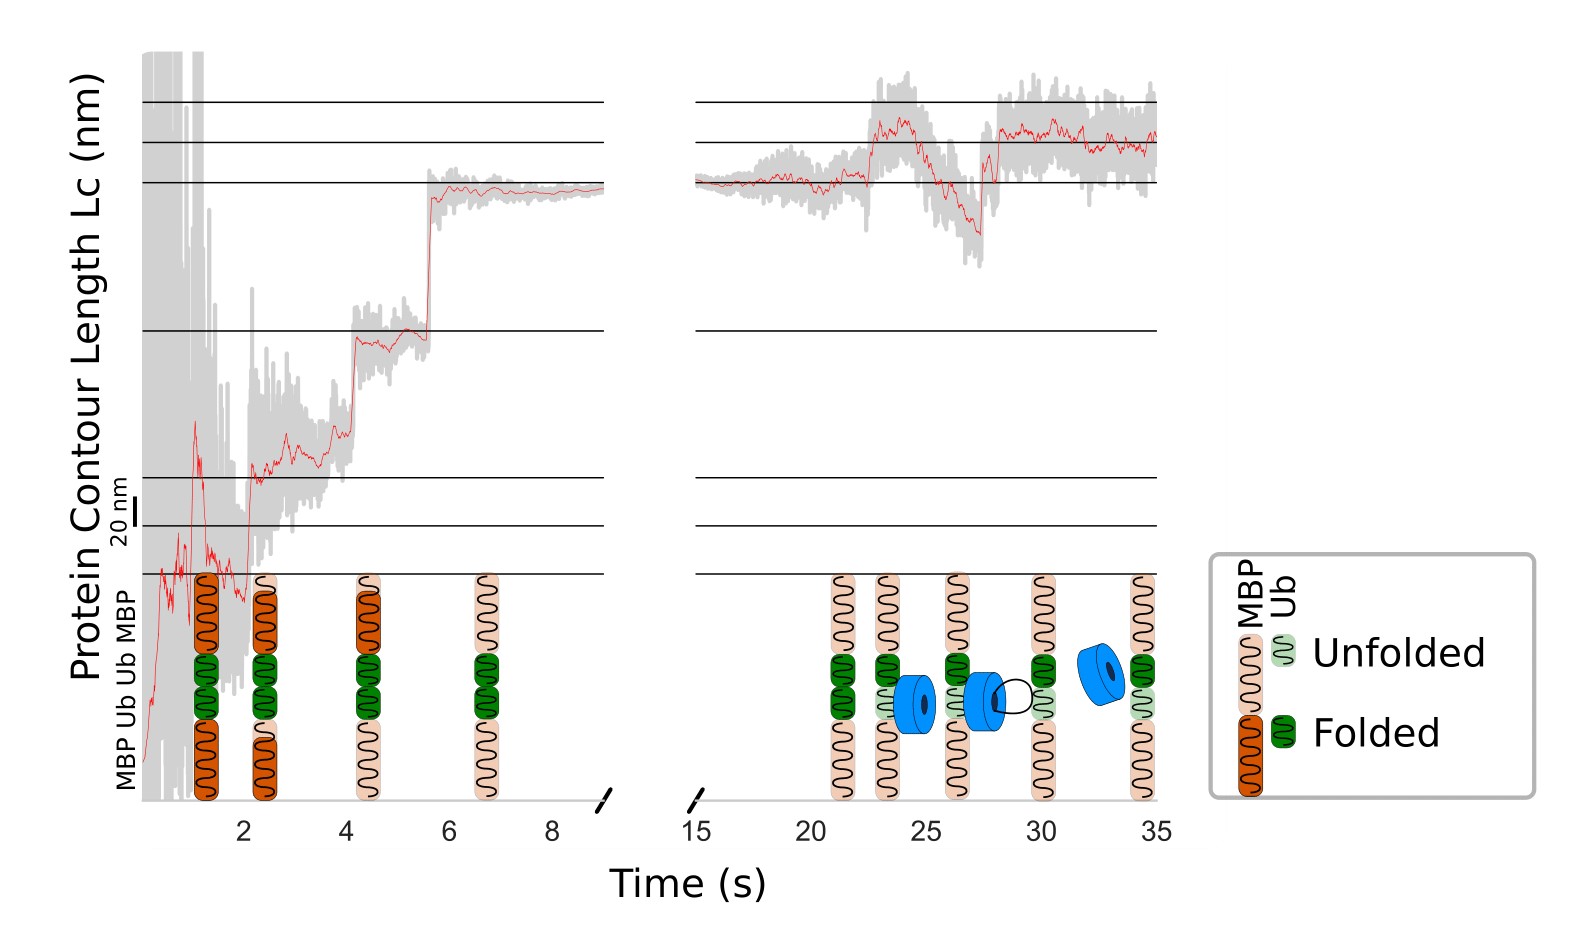 Protein Contour Length Lc (nm)
20 nm
MBP Ub Ub MBP
2 4 6 8 15 20 25 30 35
Time (s)
MBP
Ub
Unfolded
Folded